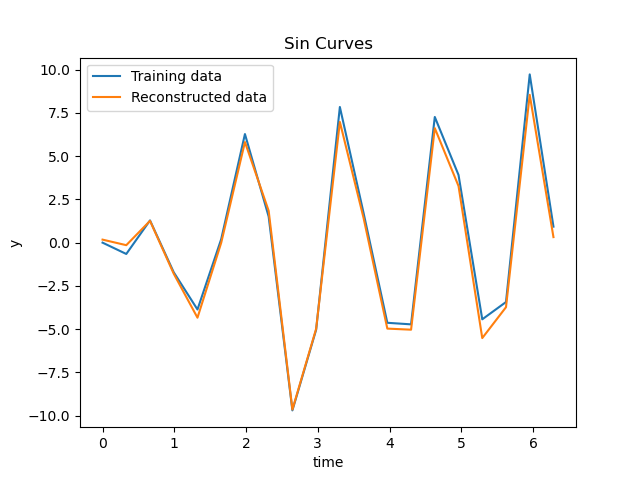 Sin Curves
Training data
Reconstructed data
10.0
7.5
5.0
2.5
0.0
−2.5
−5.0
−7.5
−10.0
y
0 1 2 3 4 5 6
time